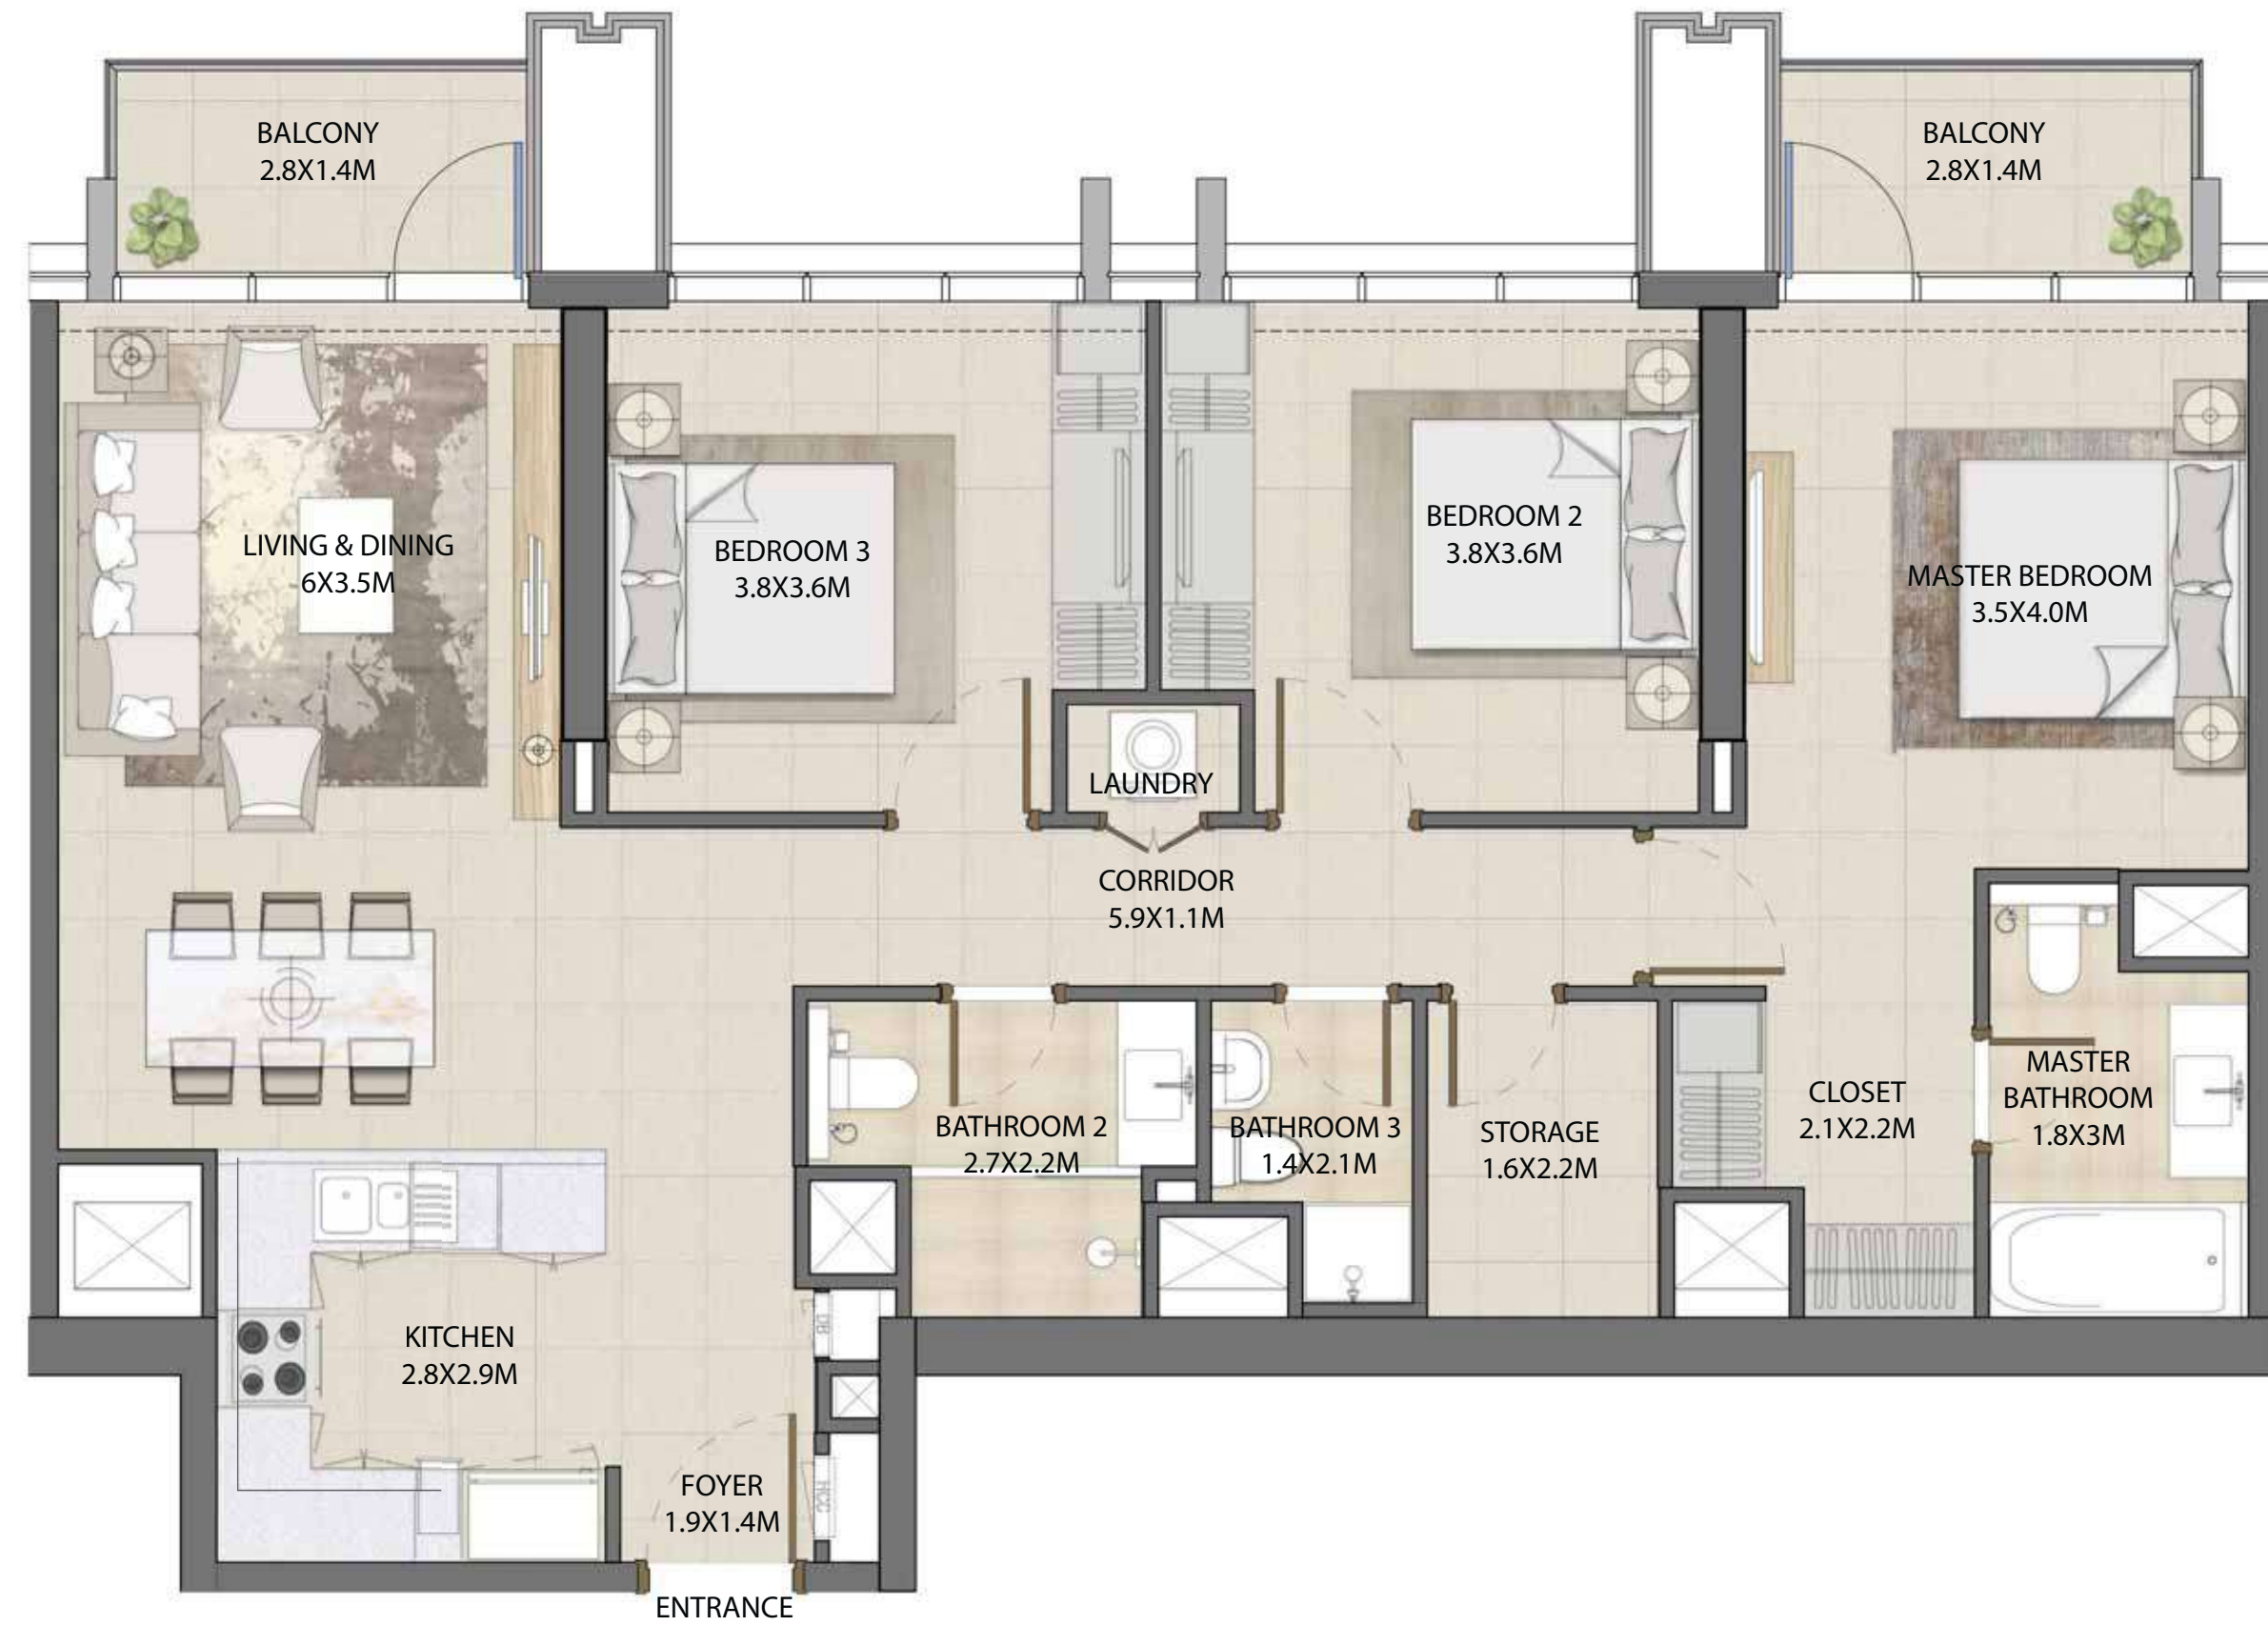 BALCONY
2.8X1.4M
BALCONY
2.8X1.4M
LIVING & DINING
6X3.5M
BEDROOM 3
3.8X3.6M
BEDROOM 2
3.8X3.6M
MASTER BEDROOM
3.5X4.0M
LAUNDRY
CORRIDOR
5.9X1.1M
BATHROOM 2
2.7X2.2M
BATHROOM 3
1.4X2.1M
STORAGE
1.6X2.2M
CLOSET
2.1X2.2M
MASTER
BATHROOM
1.8X3M
KITCHEN
2.8X2.9M
DB
FOYER
1.9X1.4M
HCC
ENTRANCE